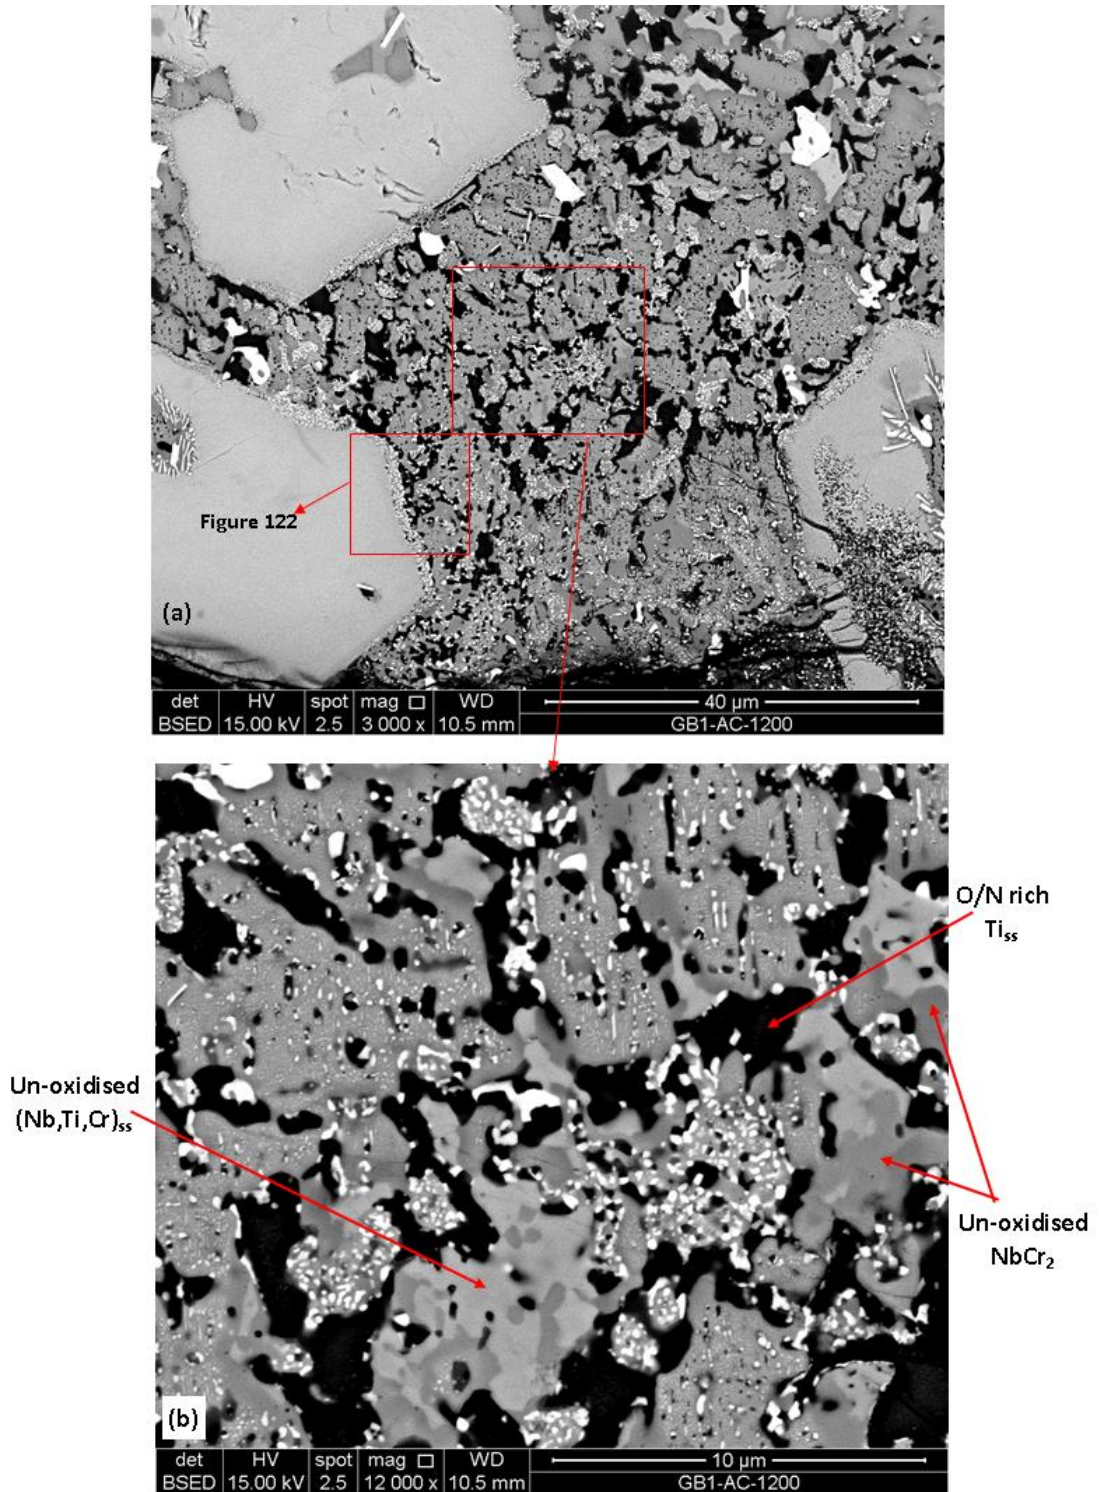 Figure 122
(a)
det HV spot mag □ WD 40 µm
BSED 15.00 kV 2.5 3 000 x 10.5 mm GB1-AC-1200
O/N rich
Tiss
Un-oxidised
(Nb,Ti,Cr)ss
Un-oxidised
NbCr2
(b)
det HV spot mag □ WD 10 µm
BSED 15.00 kV 2.5 12 000 x 10.5 mm GB1-AC-1200